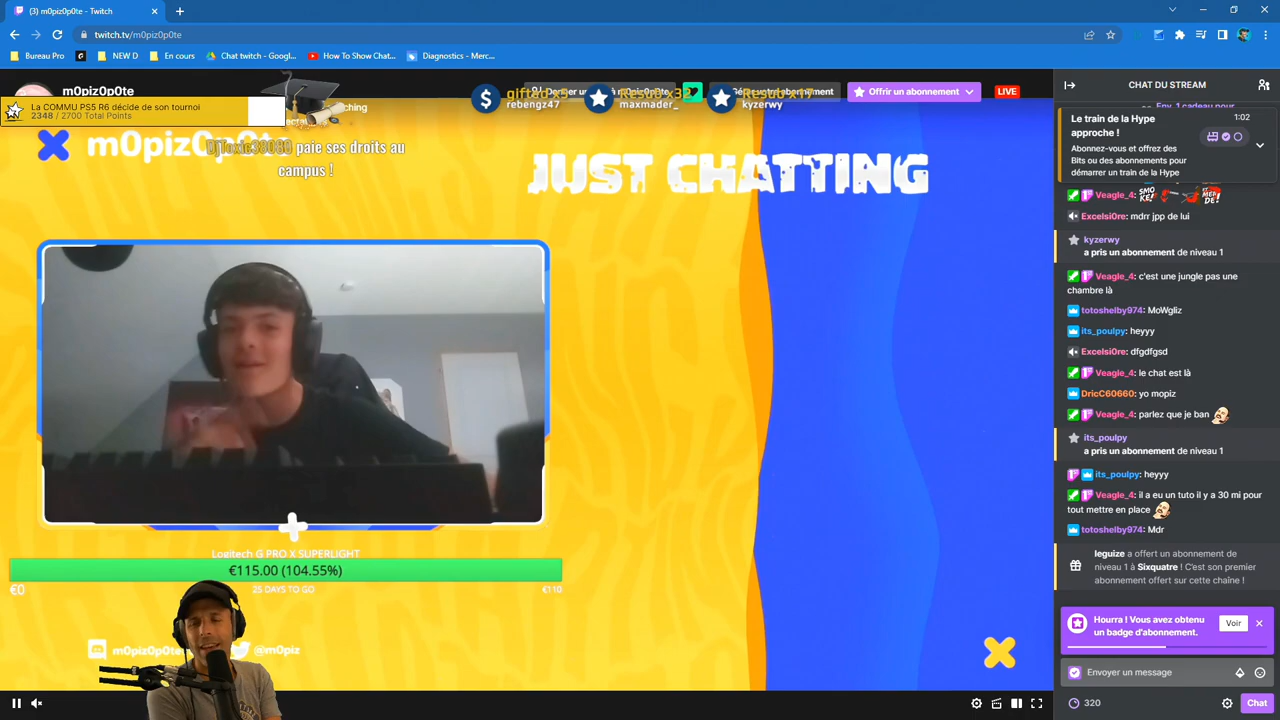 (3) m0piz0p0te - Twitch
twitch.tv/m0piz0p0te
Bureau Pro
NEW D
En cours
Chat twitch - Googl...
How To Show Chat...
Diagnostics - Merc...
m0piz0p0te
La COMMU PS5 R6 décide de son tournoi
2348 / 2700 Total Points
rebengz47
maxmader_
kyzerwy
Offrir un abonnement
LIVE
m0piz0p0te
DjToxic38080 paie ses droits au
campus !
JUST CHATTING
Logitech G PRO X SUPERLIGHT
€115.00 (104.55%)
€0
25 DAYS TO GO
€110
m0piz0p0te
@m0piz
CHAT DU STREAM
Le train de la Hype
approche !
1:02
Abonnez-vous et offrez des
Bits ou des abonnements pour
démarrer un train de la Hype
Veagle_4: SMOKE!
Excelsi0re: mdrr jpp de lui
kyzerwy
a pris un abonnement de niveau 1
Veagle_4: c'est une jungle pas une
chambre là
totoshelby974: MoWgliz
its_poulpy: heyyy
Excelsi0re: dfgdfgsd
Veagle_4: le chat est là
DricC60660: yo mopiz
Veagle_4: parlez que je ban
its_poulpy
a pris un abonnement de niveau 1
its_poulpy: heyyy
Veagle_4: il a eu un tuto il y a 30 mi pour
tout mettre en place
totoshelby974: Mdr
leguize a offert un abonnement de
niveau 1 à Sixquatre ! C'est son premier
abonnement offert sur cette chaîne !
Hourra ! Vous avez obtenu
un badge d'abonnement.
Voir
Envoyer un message
320
Chat